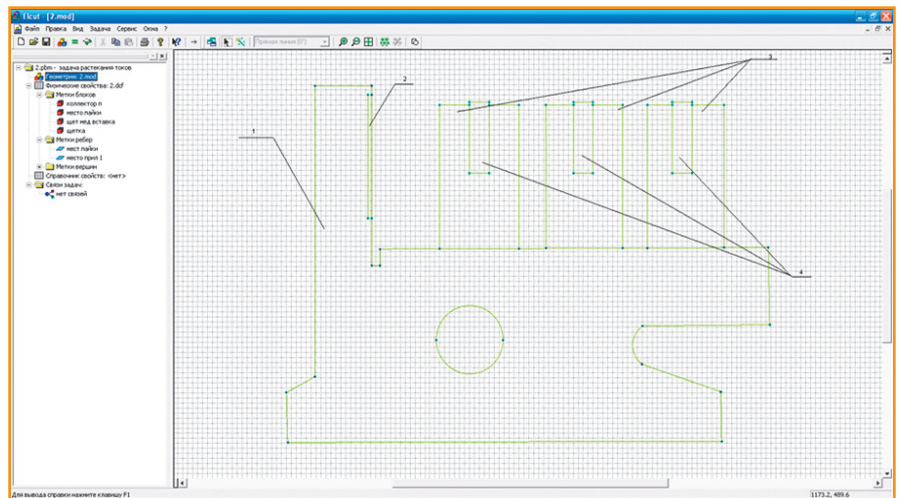 Elcut - [2.mod]
Файл Правка Вид Задача Сервис Окна ?
Прямая линия (0°)
2.pbm - задача растекания токов
Геометрия: 2.mod
Физические свойства: 2.dcf
Метки блоков
коллектор п
место пайки
щет мед вставка
щетка
Метки ребер
мест пайки
место прил 1
Метки вершин
Справочник свойств: <нет>
Связи задач:
нет связей
1
2
3
4
Для вывода справки нажмите клавишу F1
1173.2, 489.6